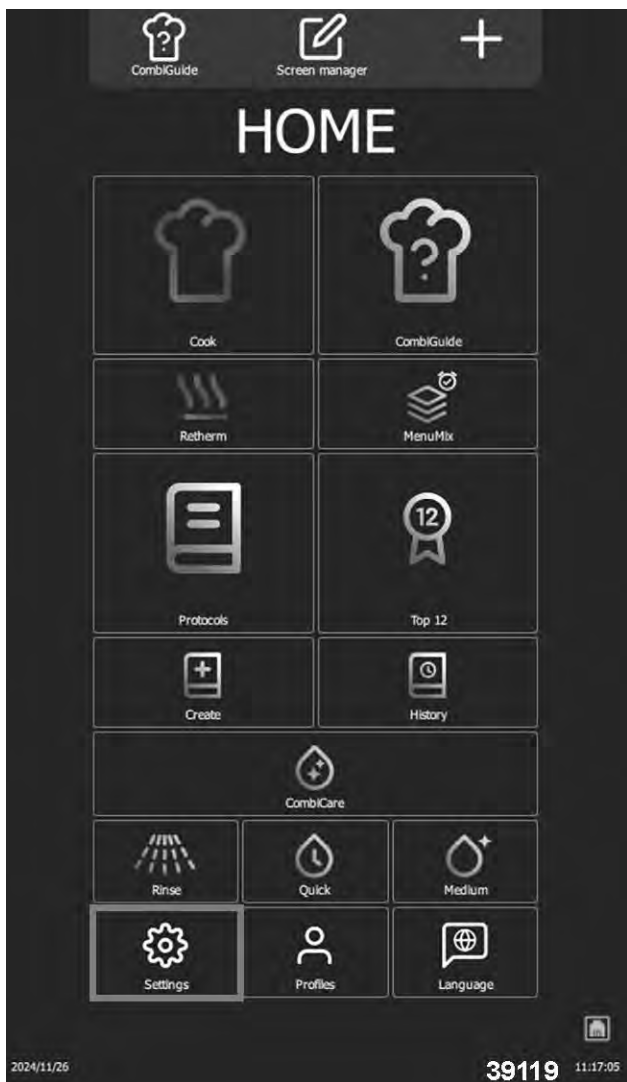 CombiGuide Screen manager
HOME
Cook CombiGuide
Retherm MenuMix
12
Protocols Top 12
Create History
CombiCare
Rinse Quick Medium
Settings Profiles Language
2024/11/26 39119 11:17:05